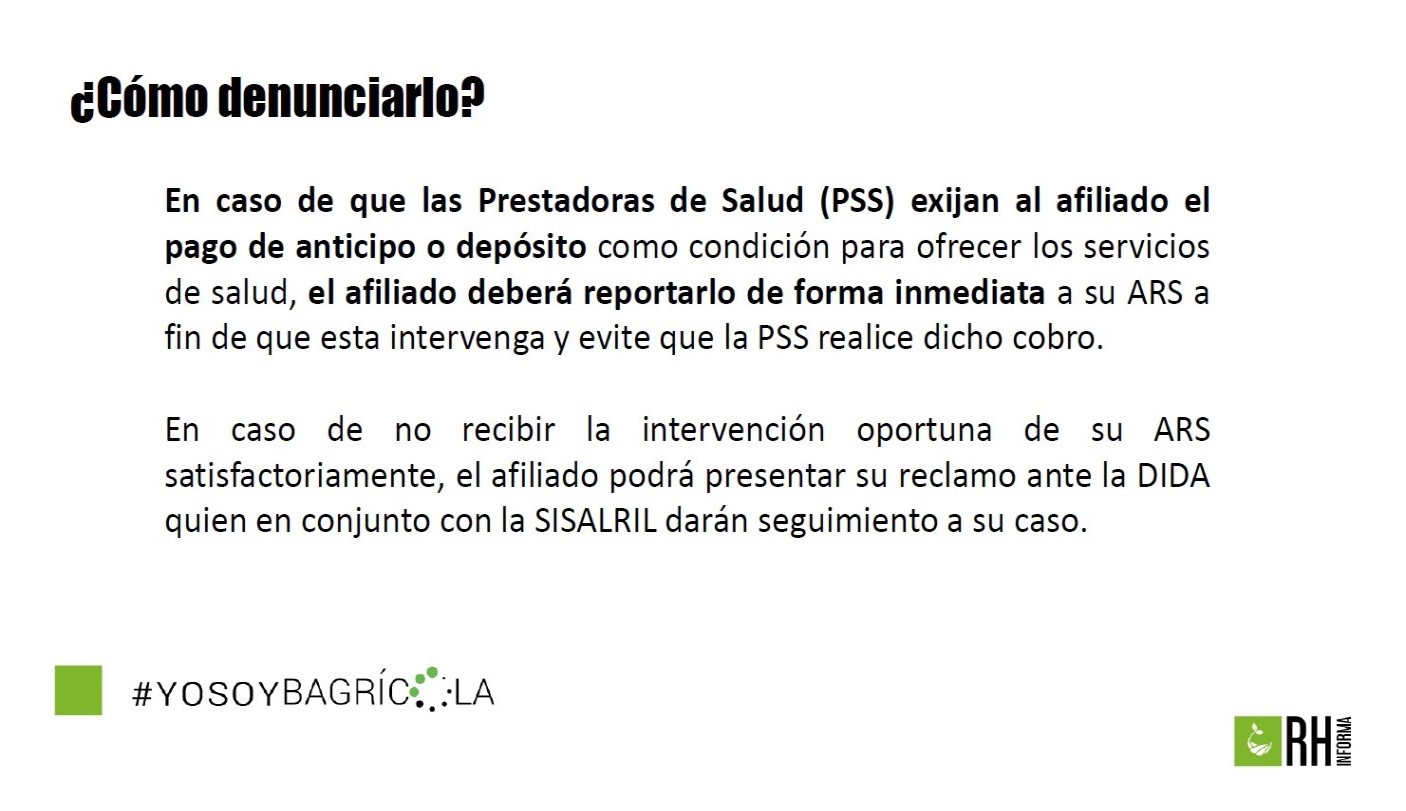 ¿Cómo denunciarlo?
En caso de que las Prestadoras de Salud (PSS) exijan al afiliado el
pago de anticipo o depósito como condición para ofrecer los servicios
de salud, el afiliado deberá reportarlo de forma inmediata a su ARS a
fin de que esta intervenga y evite que la PSS realice dicho cobro.
En caso de no recibir la intervención oportuna de su ARS
satisfactoriamente, el afiliado podrá presentar su reclamo ante la DIDA
quien en conjunto con la SISALRIL darán seguimiento a su caso.
#YOSOYBAGRÍCOLA
RH
INFORMA